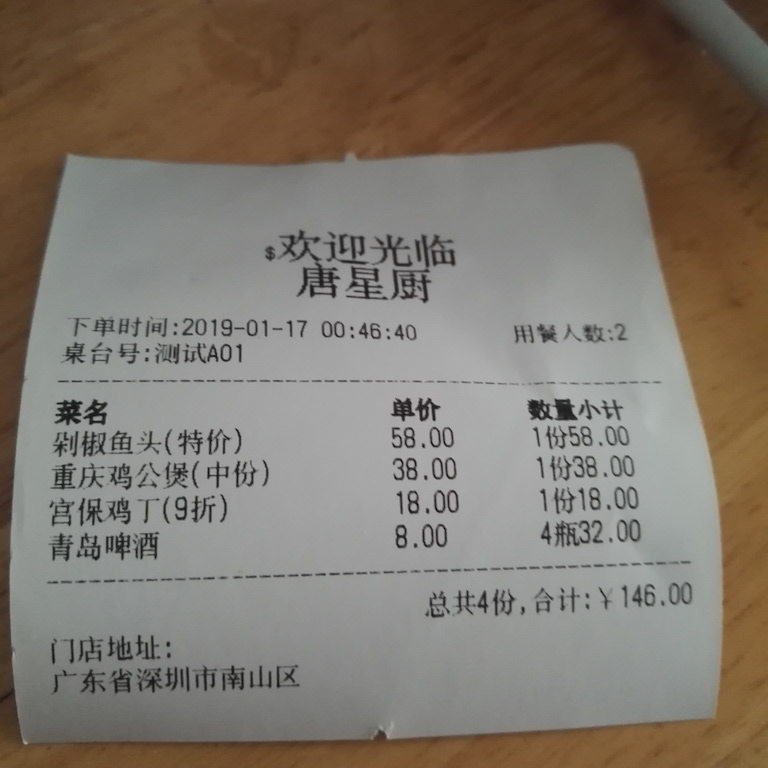 $欢迎光临
唐星厨
下单时间:2019-01-17 00:46:40 用餐人数:2
桌台号:测试A01
菜名 单价 数量小计
剁椒鱼头(特价) 58.00 1份58.00
重庆鸡公煲(中份) 38.00 1份38.00
宫保鸡丁(9折) 18.00 1份18.00
青岛啤酒 8.00 4瓶32.00
总共4份,合计:￥146.00
门店地址:
广东省深圳市南山区